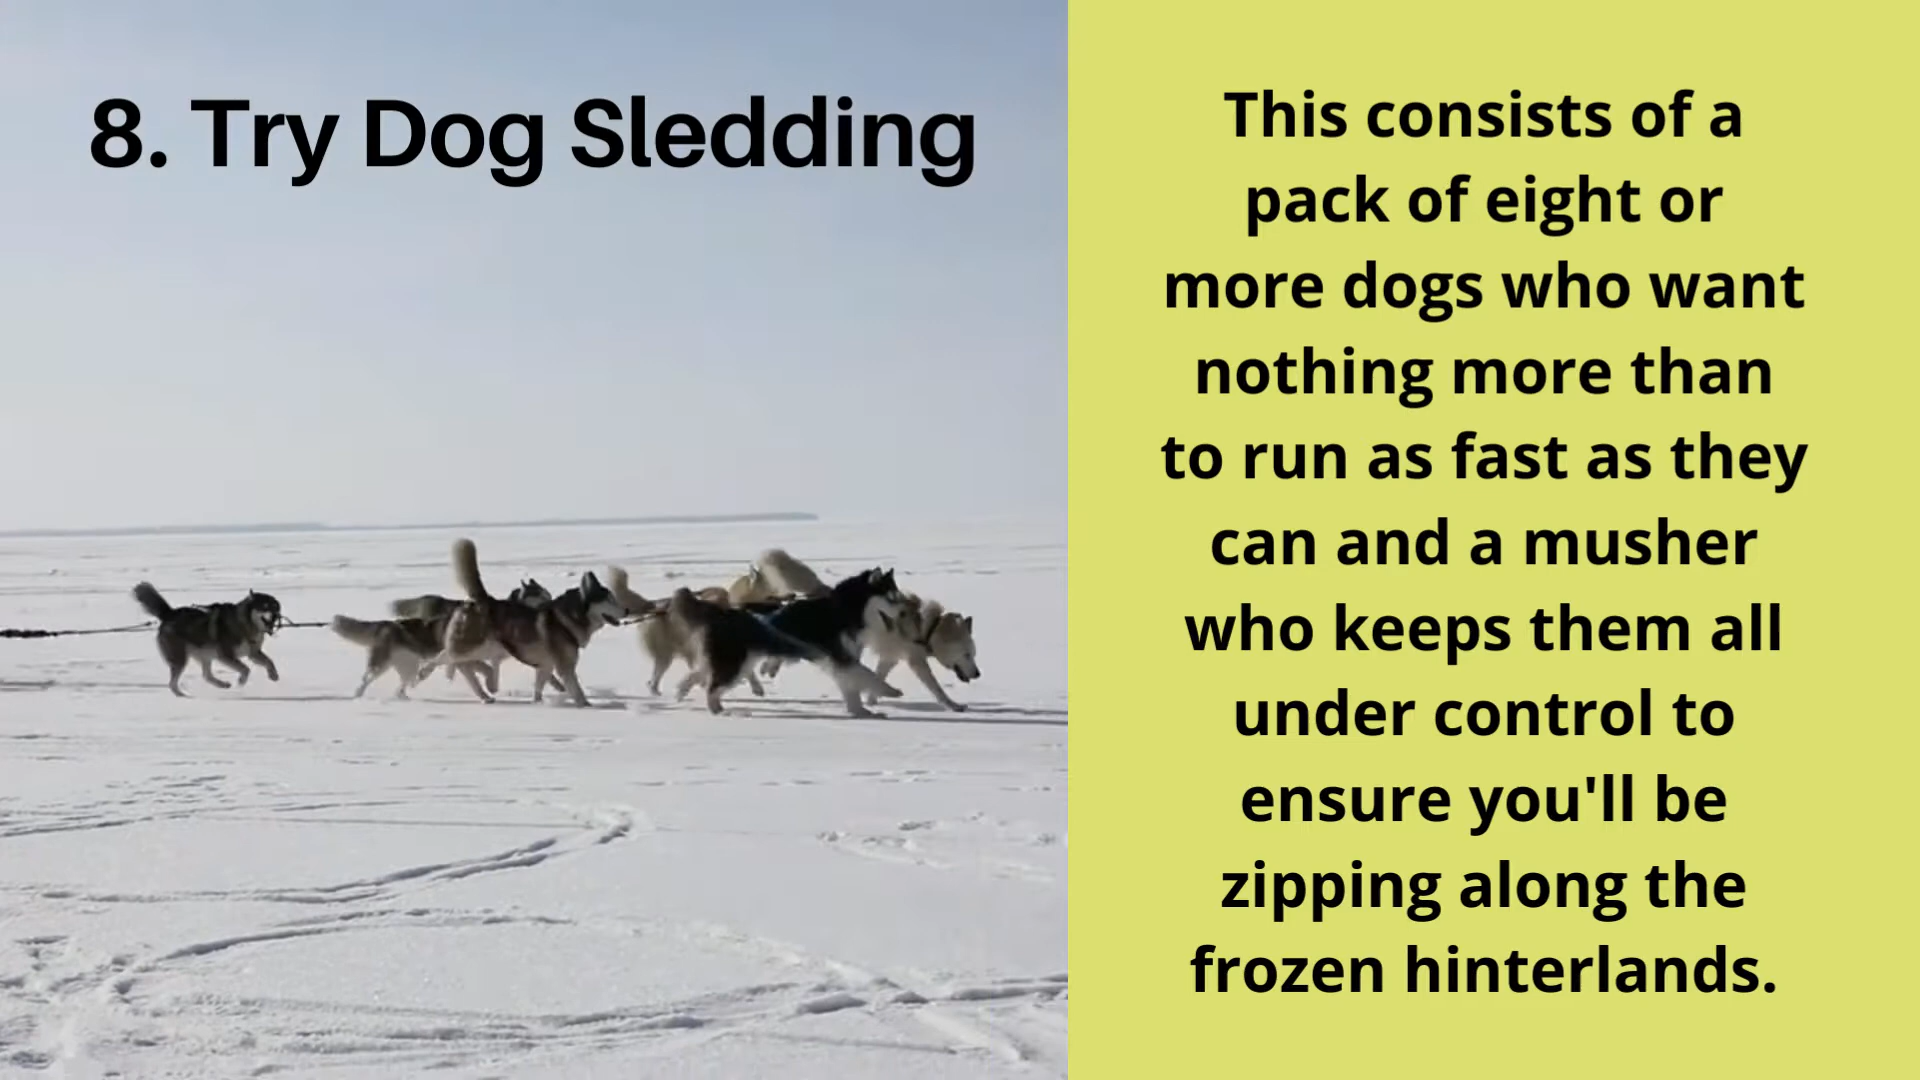 8. Try Dog Sledding
This consists of a
pack of eight or
more dogs who want
nothing more than
to run as fast as they
can and a musher
who keeps them all
under control to
ensure you'll be
zipping along the
frozen hinterlands.